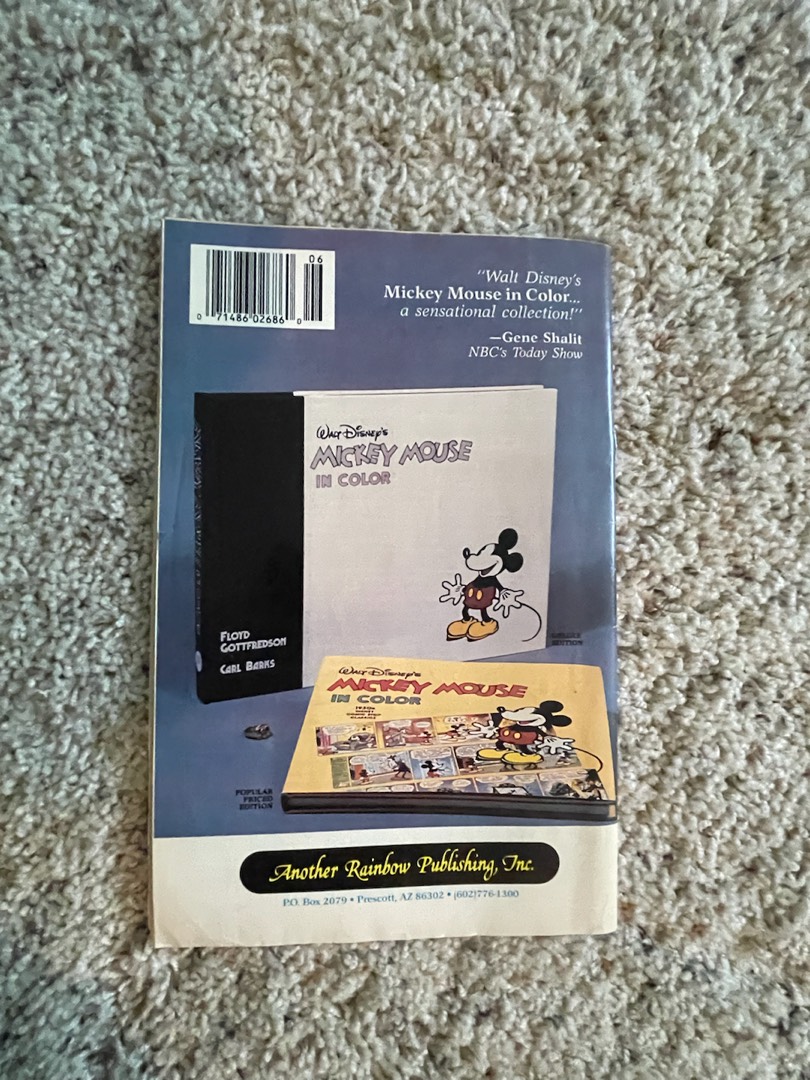 06
0 71486 02686 0
"Walt Disney's
Mickey Mouse in Color...
a sensational collection!"
—Gene Shalit
NBC's Today Show
WALT DISNEY'S
MICKEY MOUSE
IN COLOR
FLOYD
GOTTFREDSON
CARL BARKS
DELUXE
EDITION
WALT DISNEY'S
MICKEY MOUSE
IN COLOR
POPULAR
PRICED
EDITION
Another Rainbow Publishing, Inc.
P.O. Box 2079 • Prescott, AZ 86302 • (602)776-1300